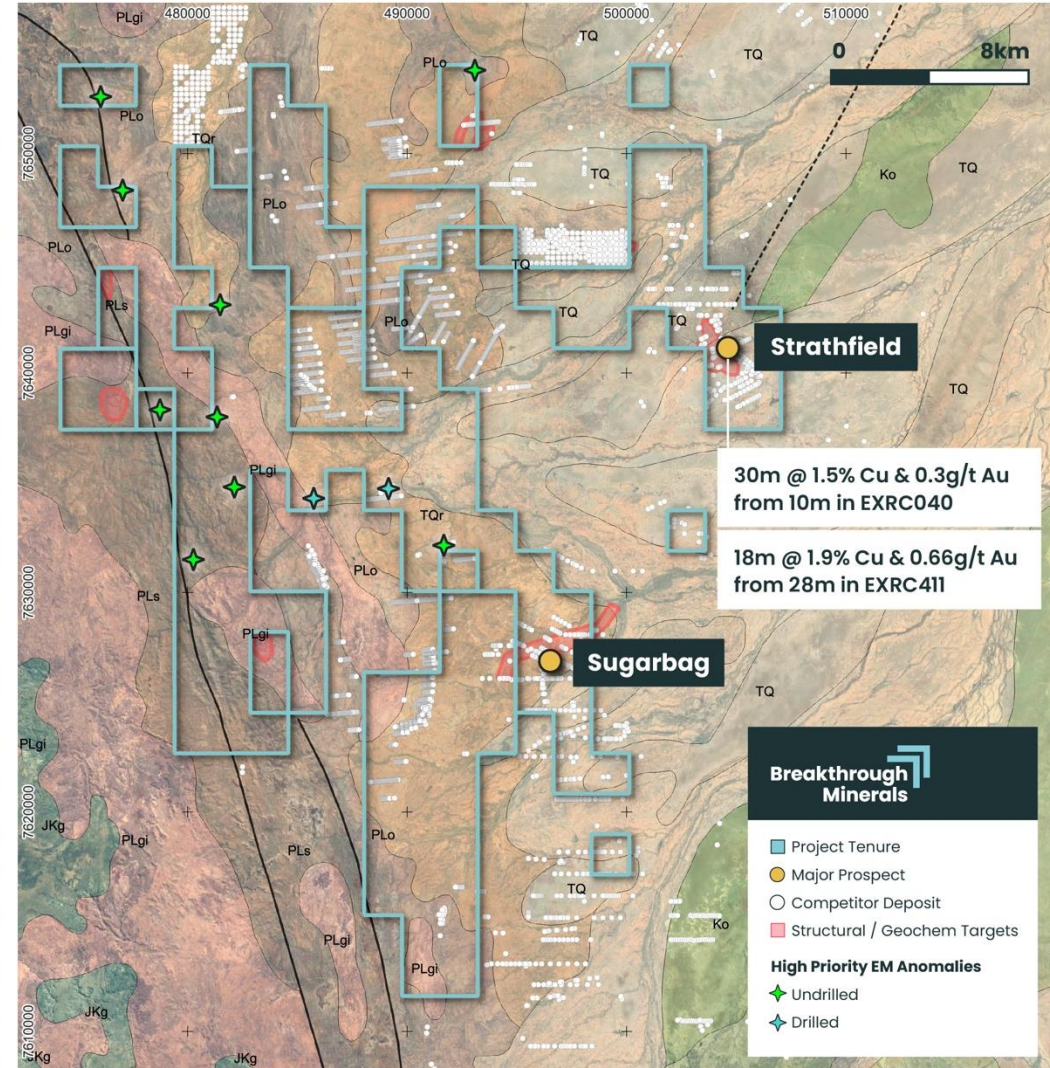 480000
490000
500000
510000
PLgi
TQ
TQ
0
8km
PLo
PLo
TQr
7650000
TQ
Ko
TQ
PLo
PLo
TQ
PLs
TQ
PLo
TQ
PLgi
Strathfield
7640000
TQ
30m @ 1.5% Cu & 0.3g/t Au
from 10m in EXRC040
PLgi
TQr
18m @ 1.9% Cu & 0.66g/t Au
from 28m in EXRC411
PLo
PLs
7630000
PLgi
Sugarbag
TQ
PLgi
Breakthrough
Minerals
7620000
JKg
PLgi
PLo
PLs
Project Tenure
Major Prospect
TQ
Competitor Deposit
Ko
Structural / Geochem Targets
PLgi
PLgi
High Priority EM Anomalies
Undrilled
JKg
Drilled
7610000
JKg
JKg